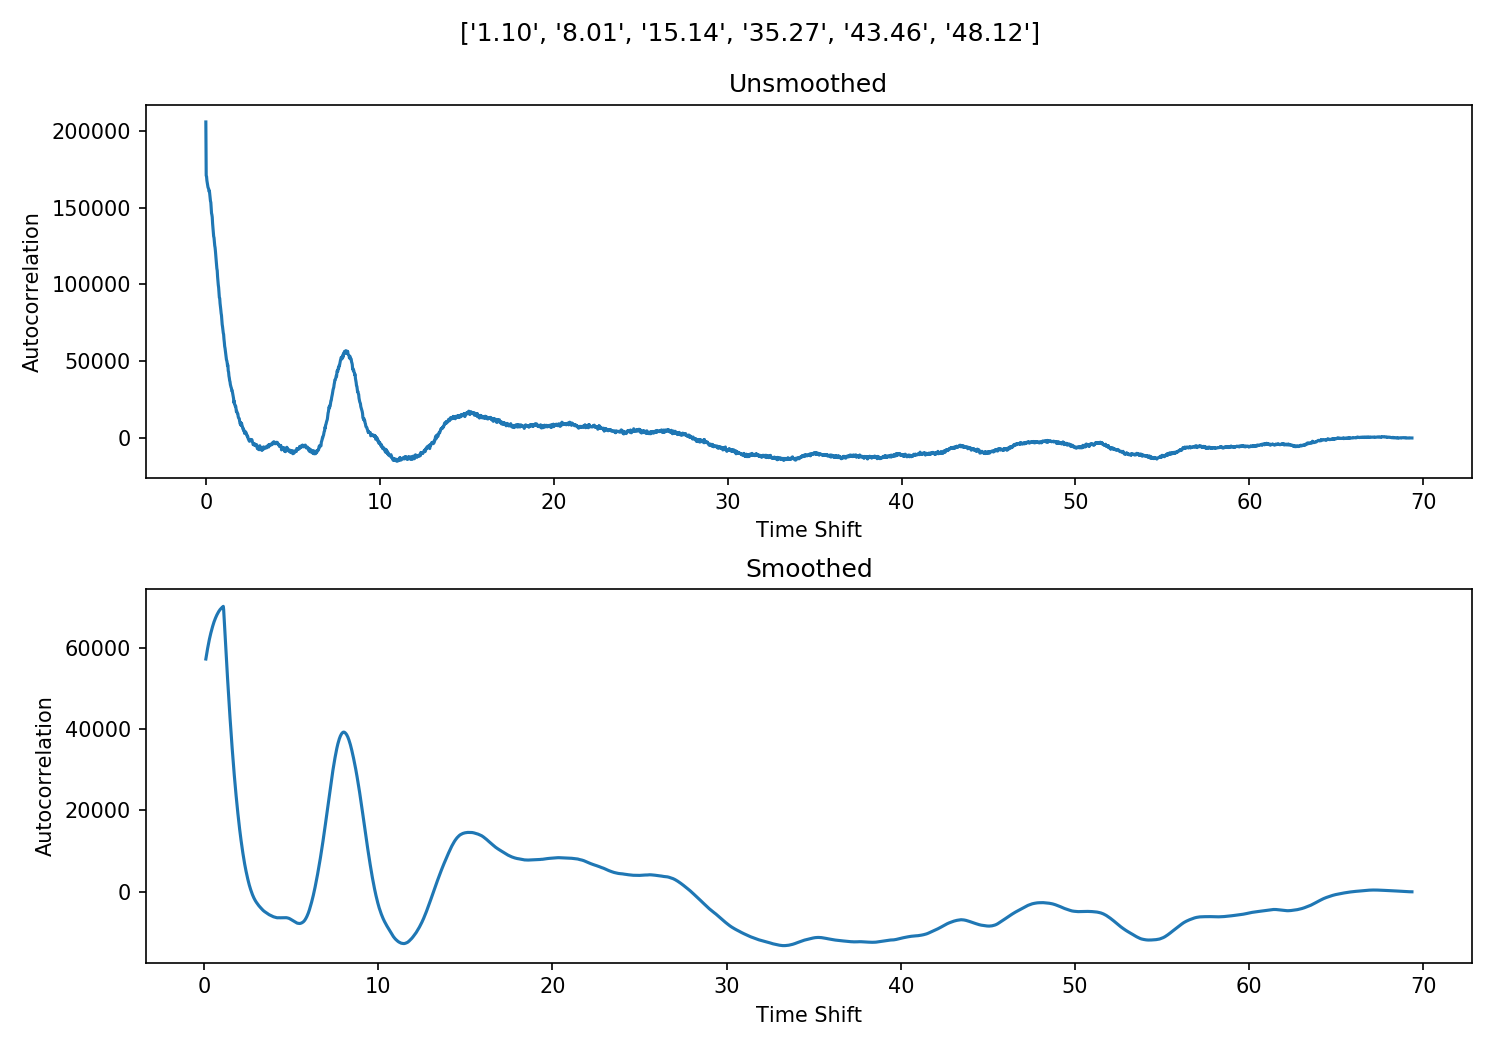 ['1.10', '8.01', '15.14', '35.27', '43.46', '48.12']
Unsmoothed
200000
150000
100000
50000
0
Autocorrelation
0 10 20 30 40 50 60 70
Time Shift
Smoothed
60000
40000
20000
0
Autocorrelation
0 10 20 30 40 50 60 70
Time Shift